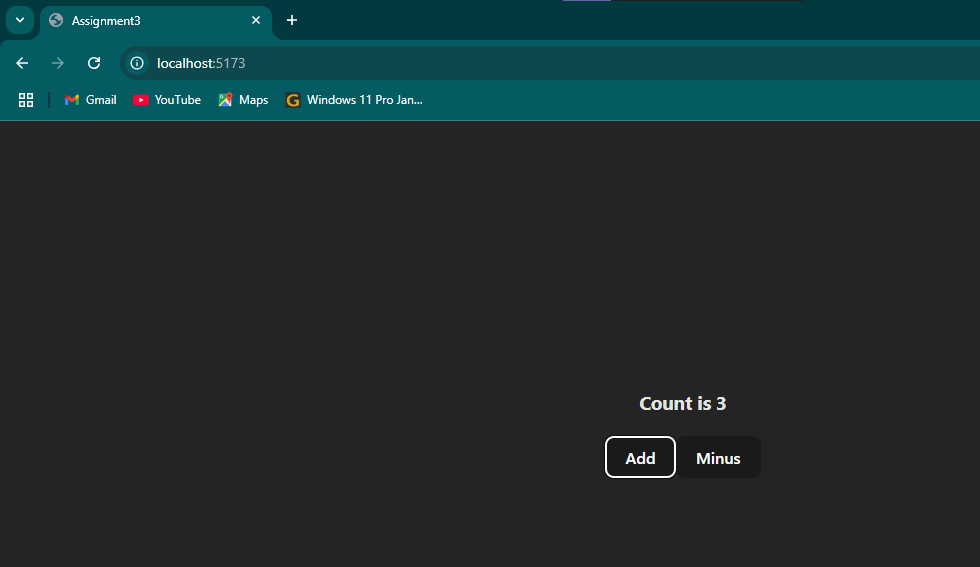 Assignment3
localhost:5173
Gmail YouTube Maps Windows 11 Pro Jan...
Count is 3
Add Minus